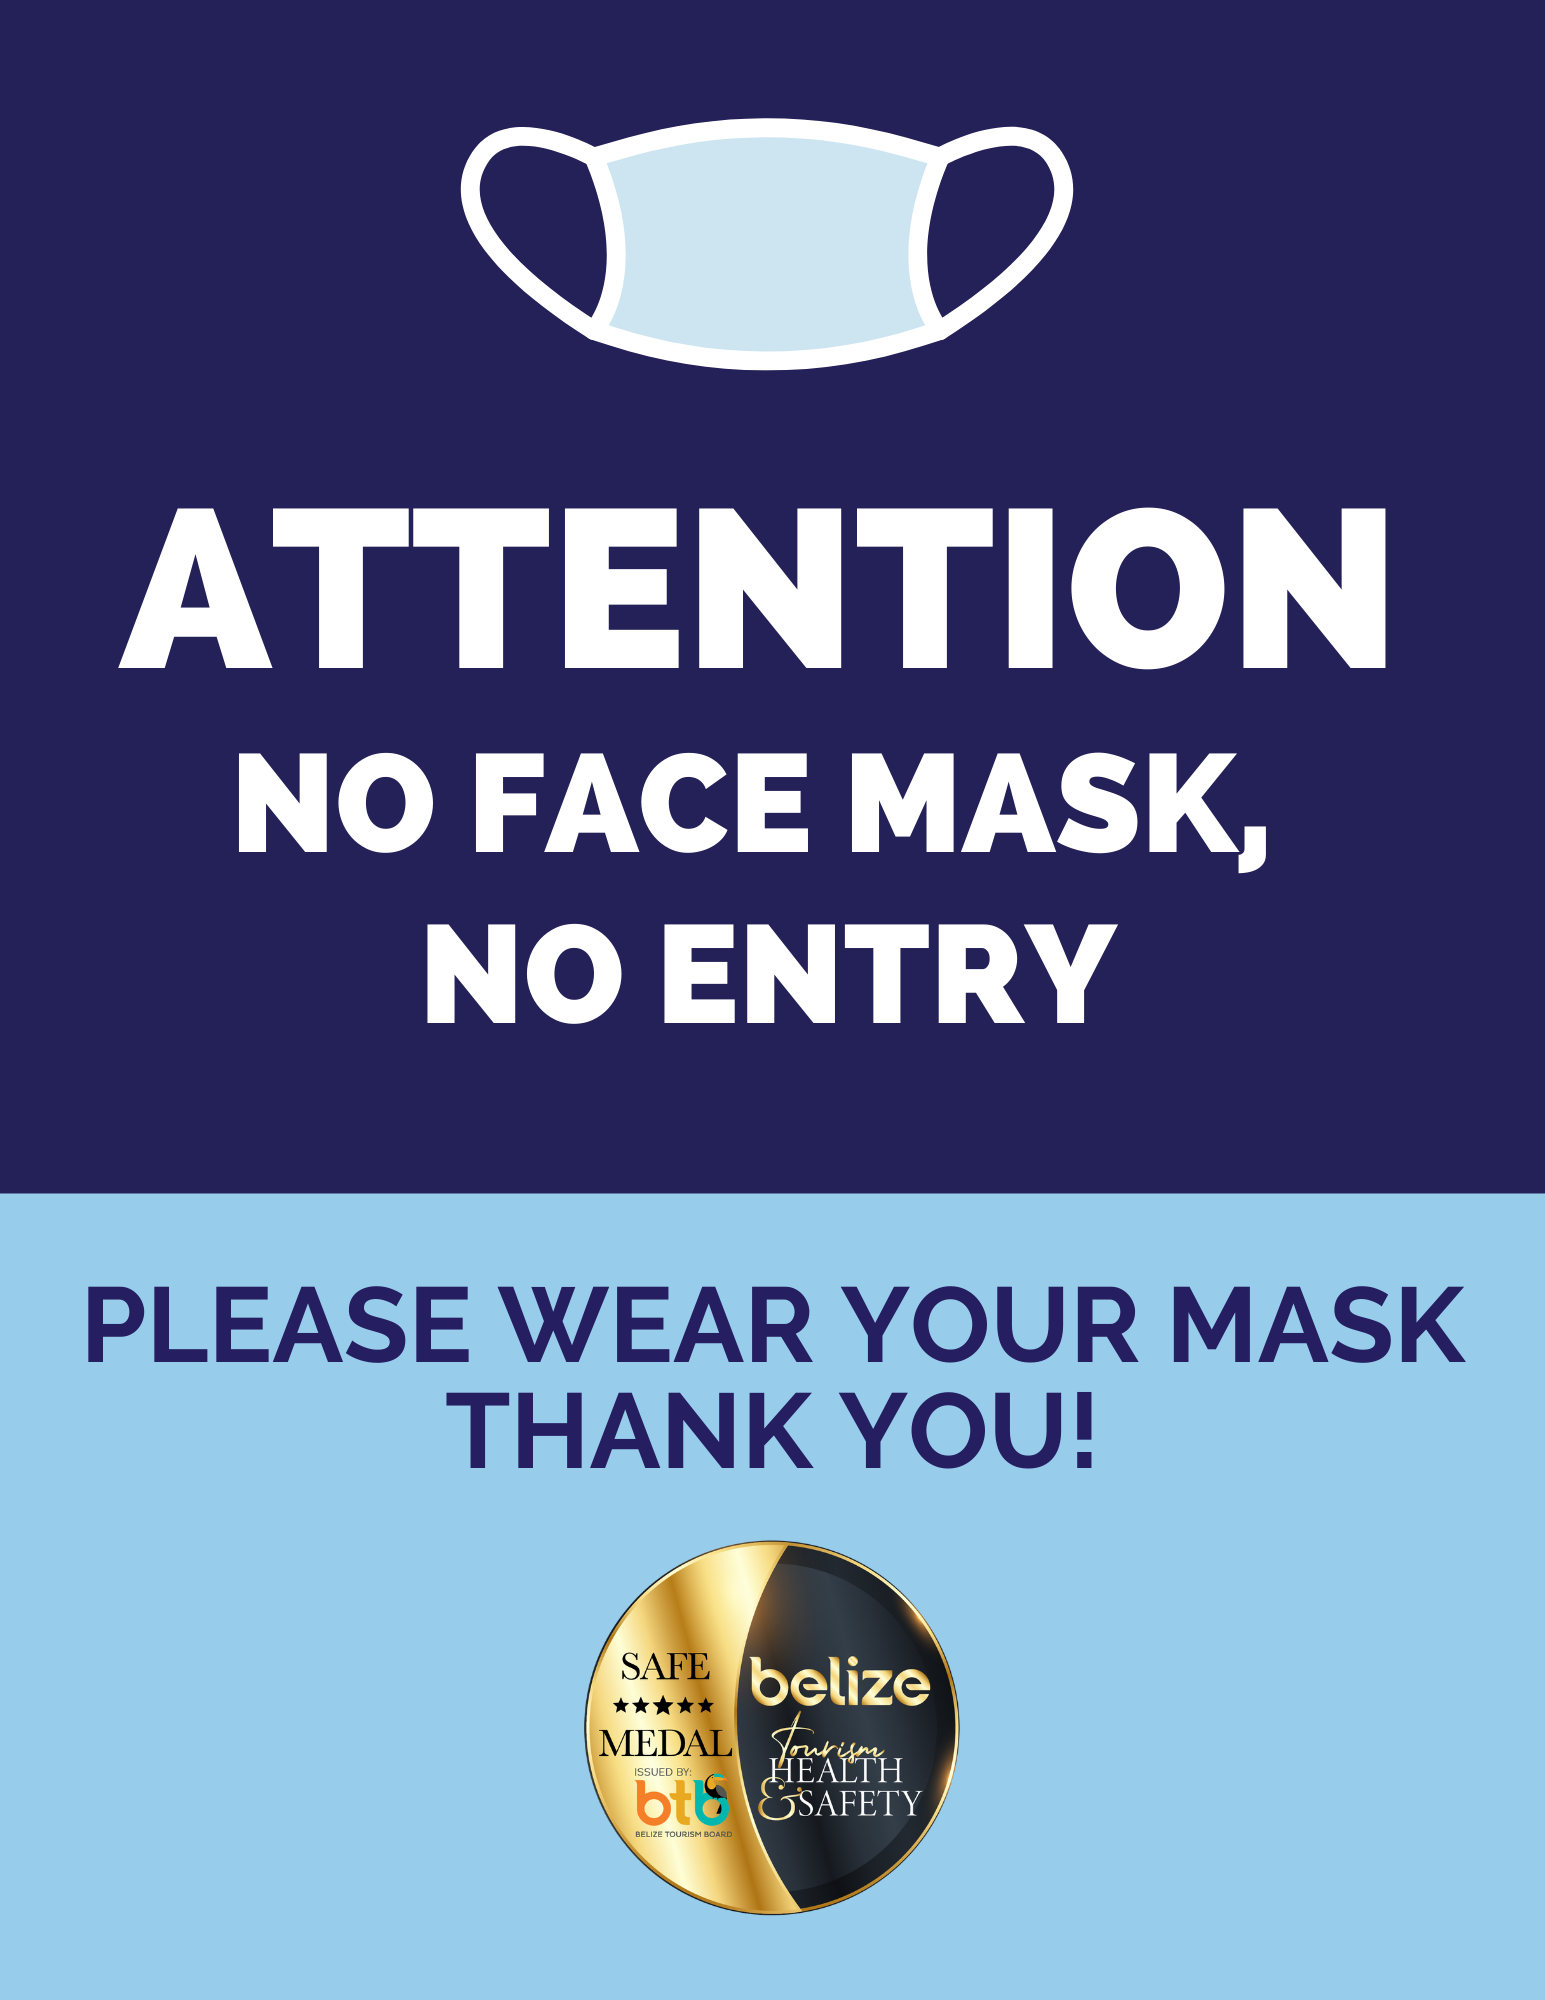 ATTENTION
NO FACE MASK,
NO ENTRY
PLEASE WEAR YOUR MASK
THANK YOU!
SAFE
MEDAL
ISSUED BY:
btb
BELIZE TOURISM BOARD
belize
Tourism
HEALTH
&SAFETY